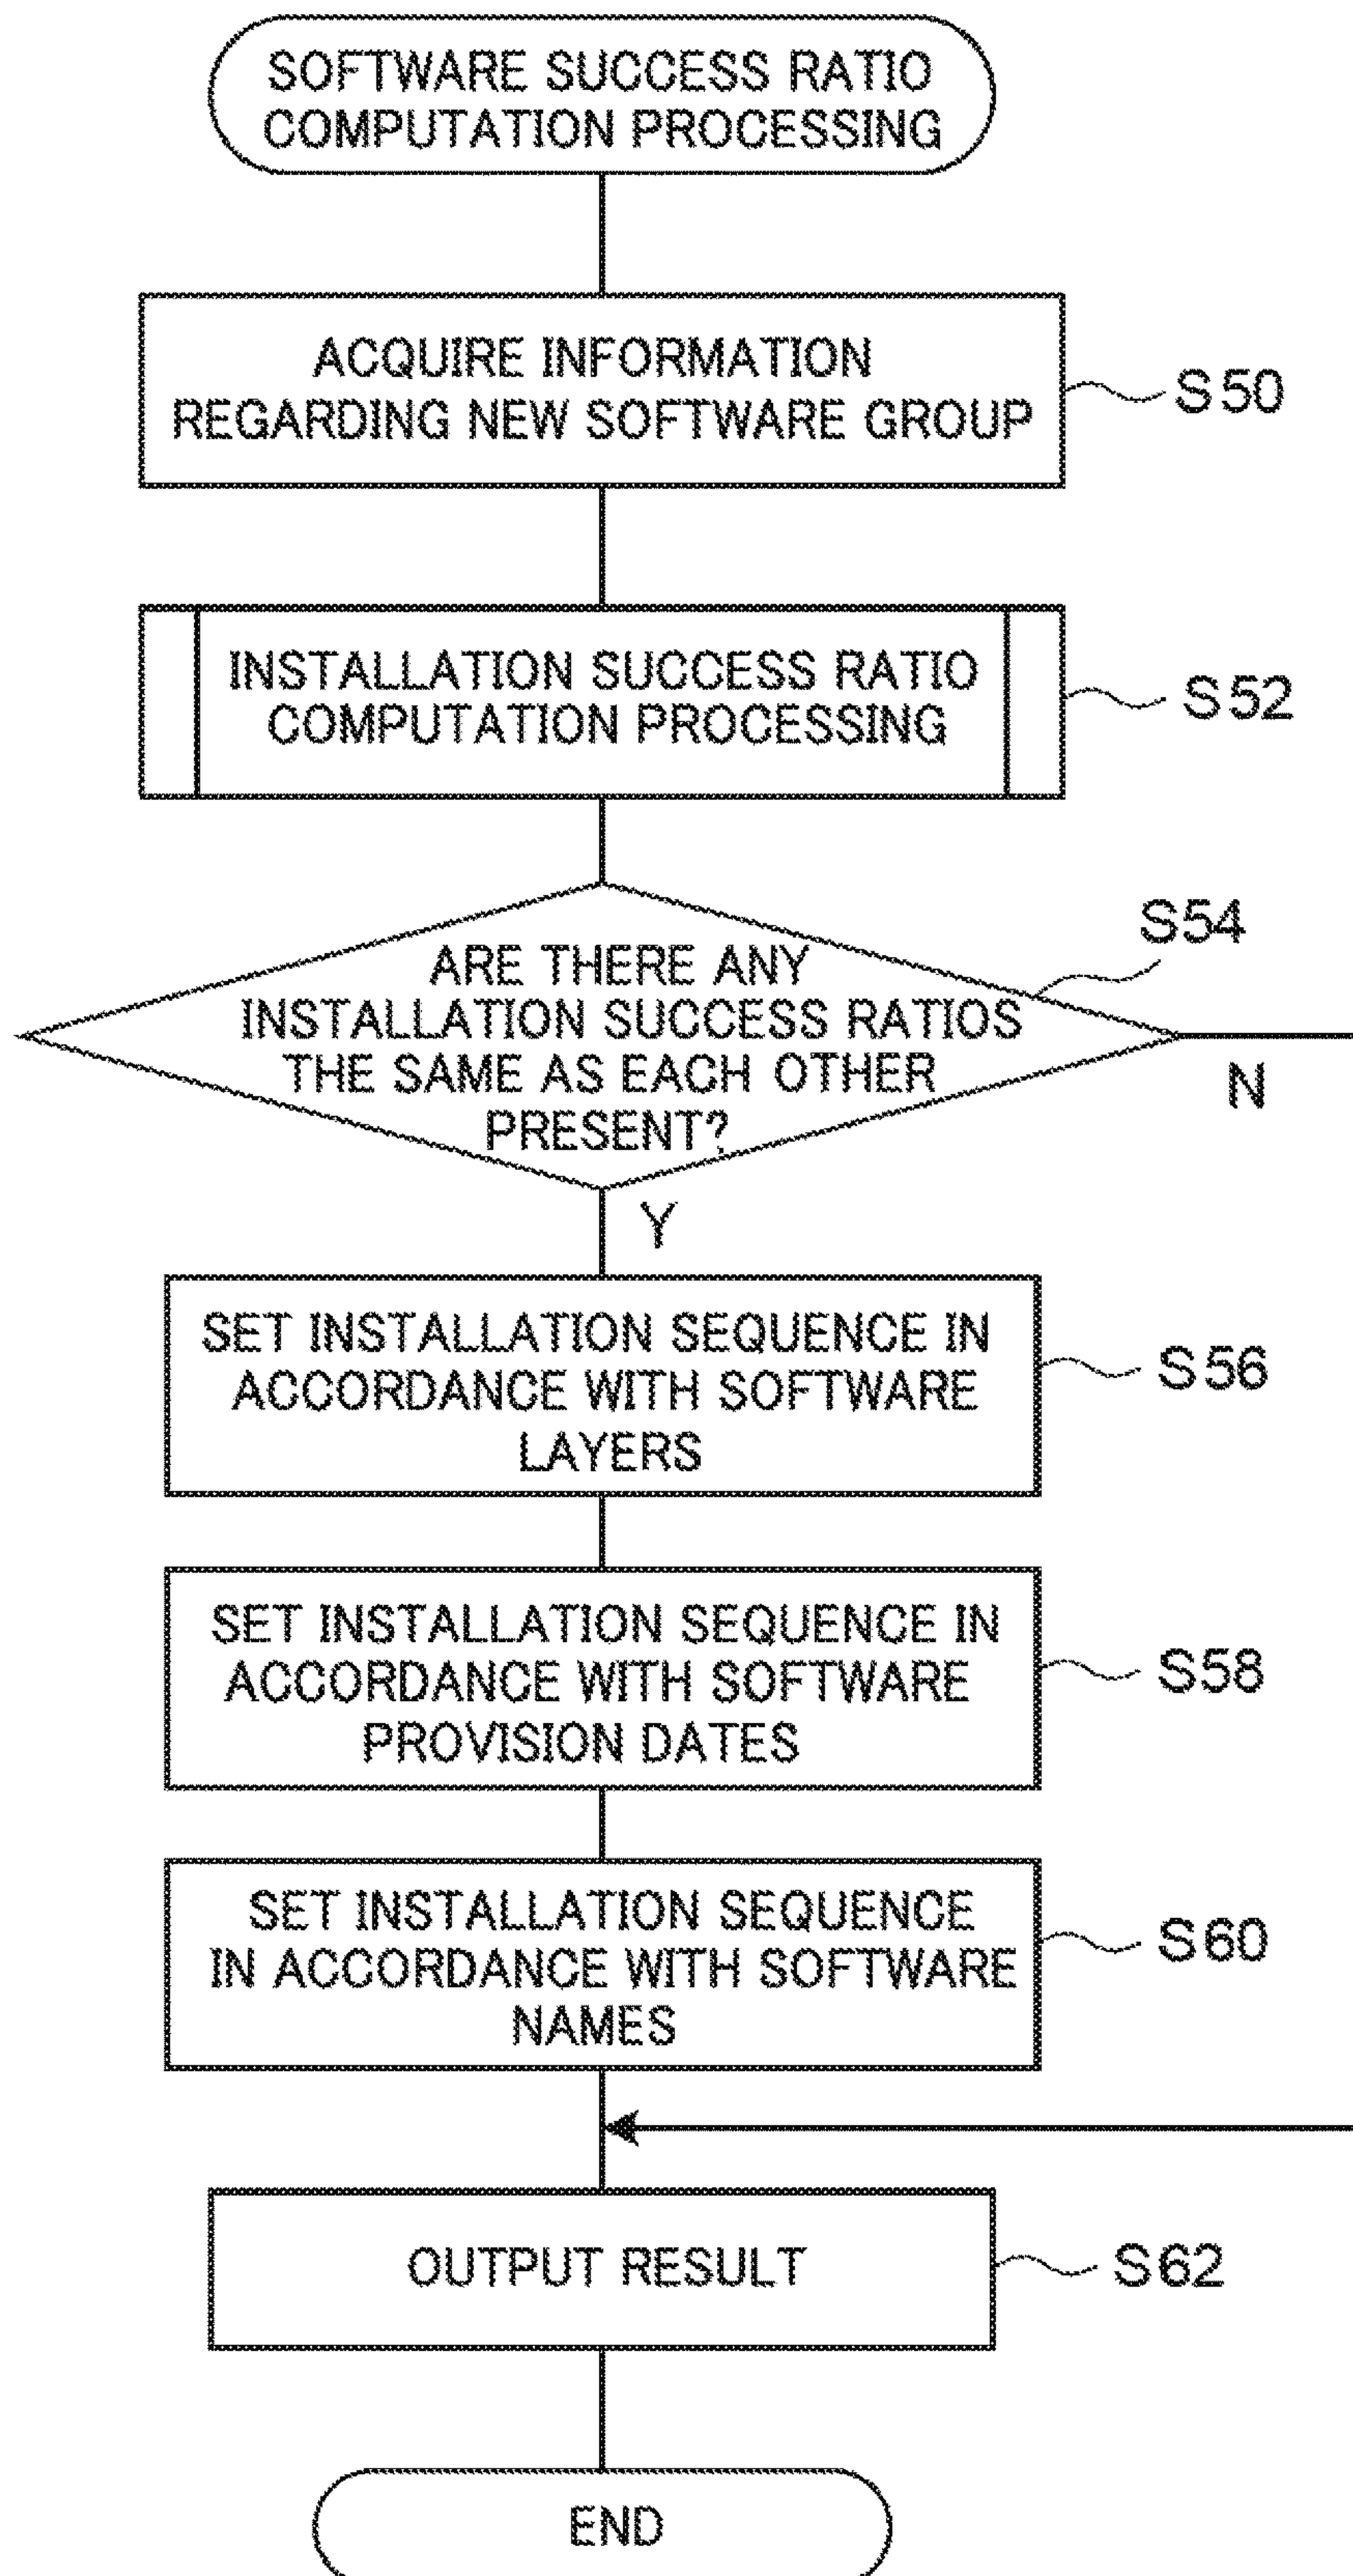 SOFTWARE SUCCESS RATIO
COMPUTATION PROCESSING
ACQUIRE INFORMATION
REGARDING NEW SOFTWARE GROUP
S50
INSTALLATION SUCCESS RATIO
COMPUTATION PROCESSING
S52
S54
ARE THERE ANY
INSTALLATION SUCCESS RATIOS
THE SAME AS EACH OTHER
PRESENT?
N
Y
SET INSTALLATION SEQUENCE IN
ACCORDANCE WITH SOFTWARE
LAYERS
S56
SET INSTALLATION SEQUENCE IN
ACCORDANCE WITH SOFTWARE
PROVISION DATES
S58
SET INSTALLATION SEQUENCE
IN ACCORDANCE WITH SOFTWARE
NAMES
S60
OUTPUT RESULT
S62
END